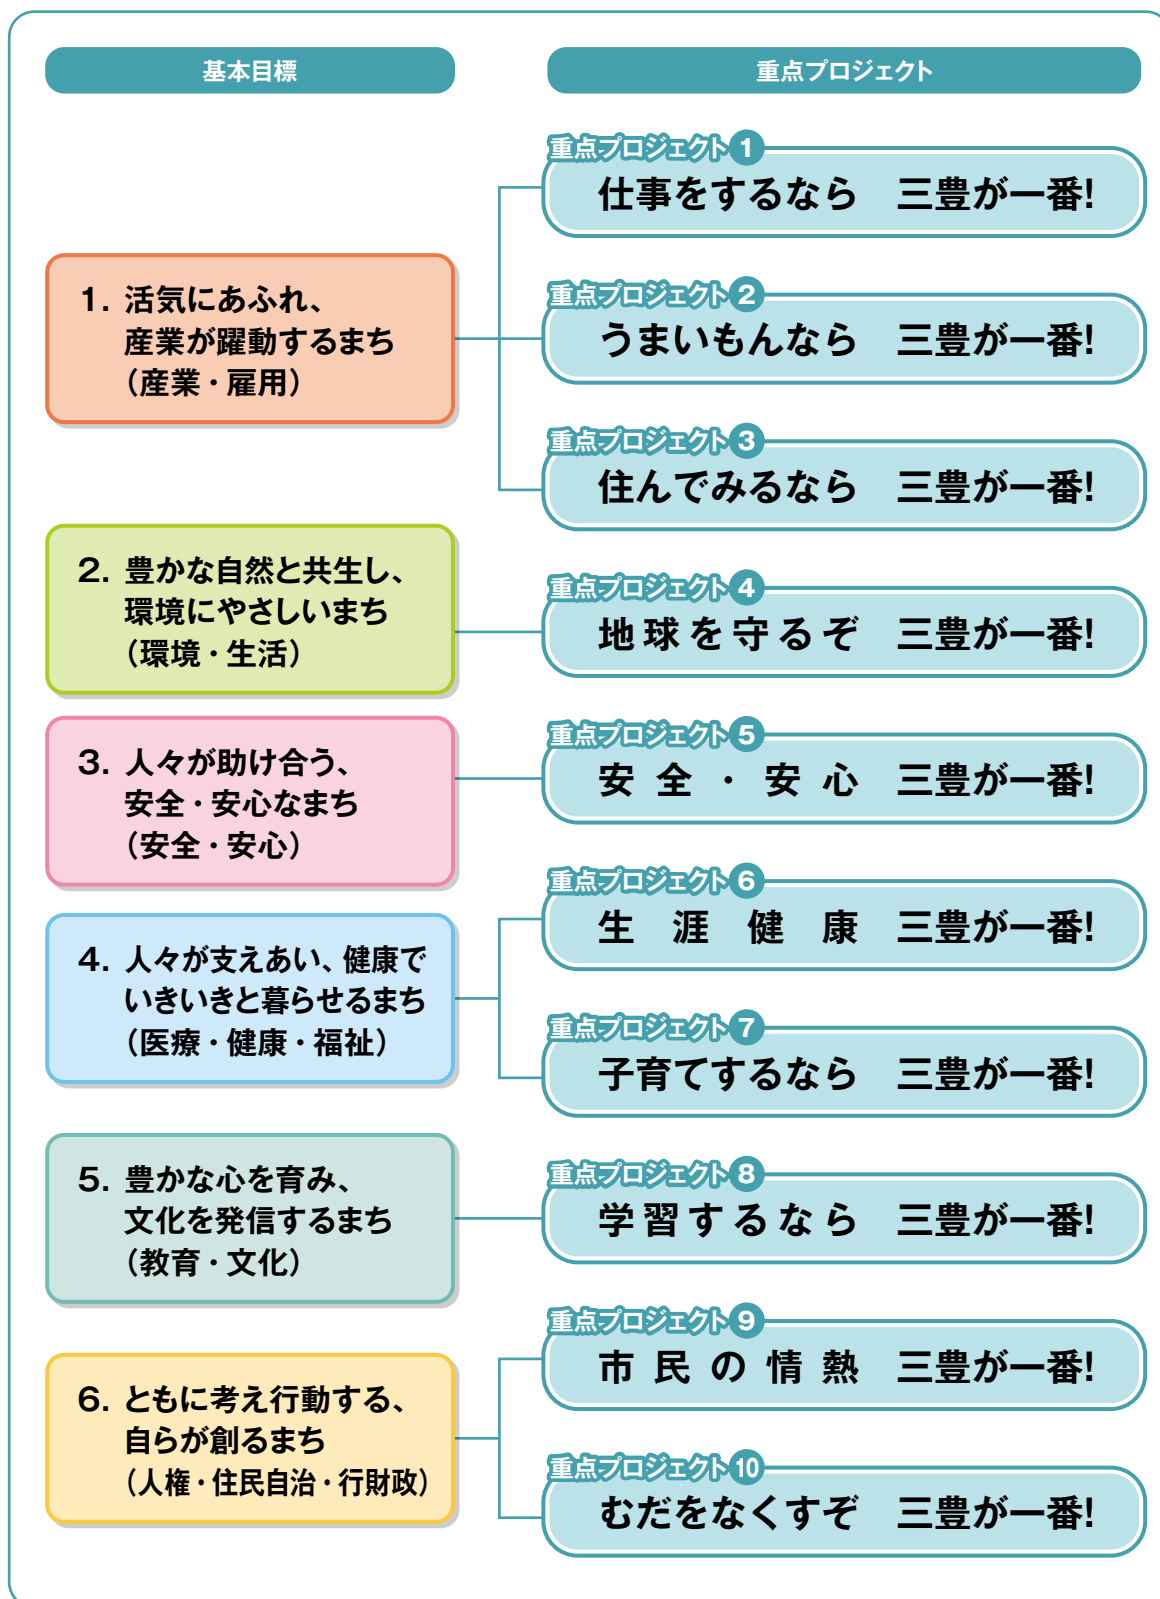 基本目標
重点プロジェクト
1. 活気にあふれ、
産業が躍動するまち
（産業・雇用）
重点プロジェクト1
仕事をするなら　三豊が一番!
重点プロジェクト2
うまいもんなら　三豊が一番!
重点プロジェクト3
住んでみるなら　三豊が一番!
2. 豊かな自然と共生し、
環境にやさしいまち
（環境・生活）
重点プロジェクト4
地球を守るぞ　三豊が一番!
3. 人々が助け合う、
安全・安心なまち
（安全・安心）
重点プロジェクト5
安全・安心　三豊が一番!
4. 人々が支えあい、健康で
いきいきと暮らせるまち
（医療・健康・福祉）
重点プロジェクト6
生涯健康　三豊が一番!
重点プロジェクト7
子育てするなら　三豊が一番!
5. 豊かな心を育み、
文化を発信するまち
（教育・文化）
重点プロジェクト8
学習するなら　三豊が一番!
6. ともに考え行動する、
自らが創るまち
（人権・住民自治・行財政）
重点プロジェクト9
市民の情熱　三豊が一番!
重点プロジェクト10
むだをなくすぞ　三豊が一番!